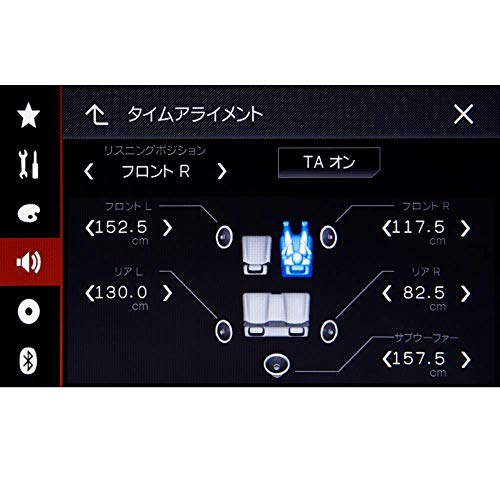 タイムアライメント
リスニングポジション
フロント R
TA オン
フロント L
152.5
cm
フロント R
117.5
cm
リア L
130.0
cm
リア R
82.5
cm
サブウーファー
157.5
cm